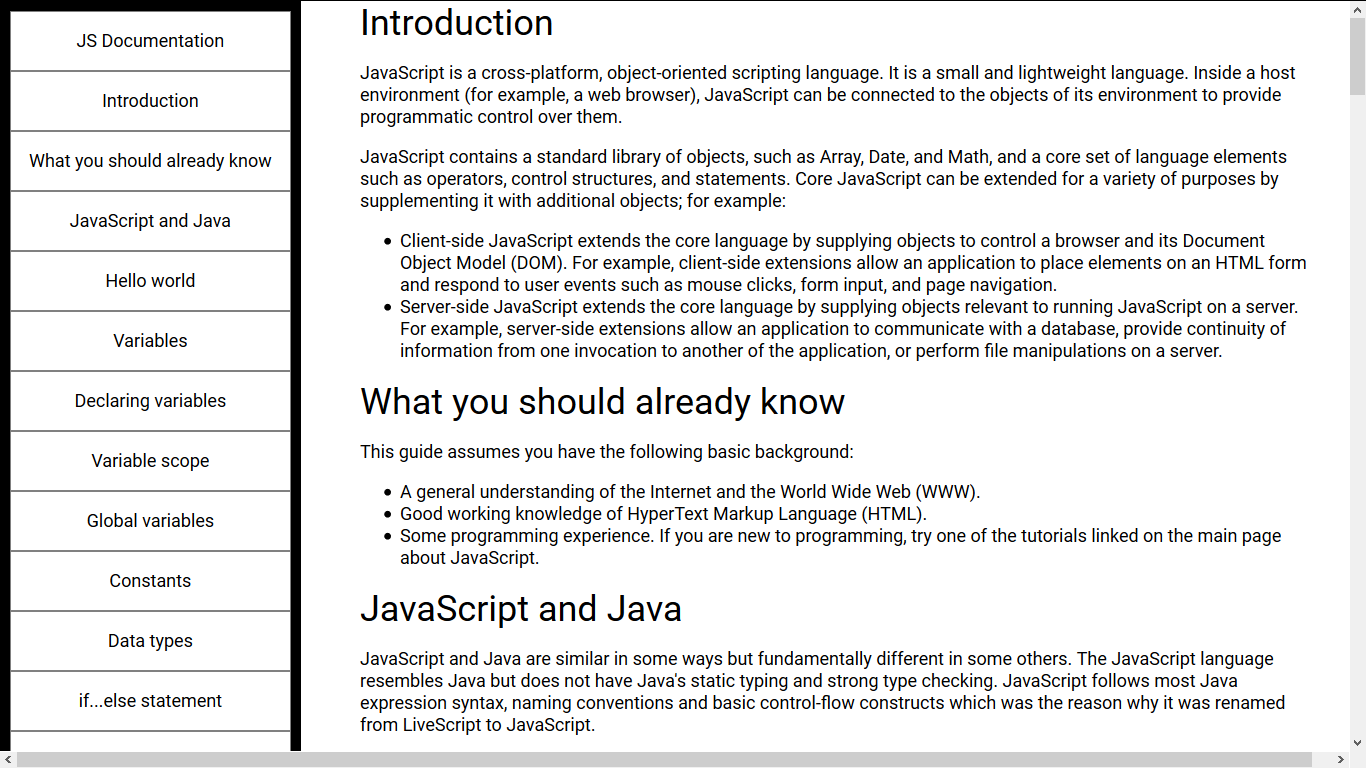 JS Documentation
Introduction
What you should already know
JavaScript and Java
Hello world
Variables
Declaring variables
Variable scope
Global variables
Constants
Data types
if...else statement
Introduction
JavaScript is a cross-platform, object-oriented scripting language. It is a small and lightweight language. Inside a host
environment (for example, a web browser), JavaScript can be connected to the objects of its environment to provide
programmatic control over them.
JavaScript contains a standard library of objects, such as Array, Date, and Math, and a core set of language elements
such as operators, control structures, and statements. Core JavaScript can be extended for a variety of purposes by
supplementing it with additional objects; for example:
• Client-side JavaScript extends the core language by supplying objects to control a browser and its Document
Object Model (DOM). For example, client-side extensions allow an application to place elements on an HTML form
and respond to user events such as mouse clicks, form input, and page navigation.
• Server-side JavaScript extends the core language by supplying objects relevant to running JavaScript on a server.
For example, server-side extensions allow an application to communicate with a database, provide continuity of
information from one invocation to another of the application, or perform file manipulations on a server.
What you should already know
This guide assumes you have the following basic background:
• A general understanding of the Internet and the World Wide Web (WWW).
• Good working knowledge of HyperText Markup Language (HTML).
• Some programming experience. If you are new to programming, try one of the tutorials linked on the main page
about JavaScript.
JavaScript and Java
JavaScript and Java are similar in some ways but fundamentally different in some others. The JavaScript language
resembles Java but does not have Java's static typing and strong type checking. JavaScript follows most Java
expression syntax, naming conventions and basic control-flow constructs which was the reason why it was renamed
from LiveScript to JavaScript.